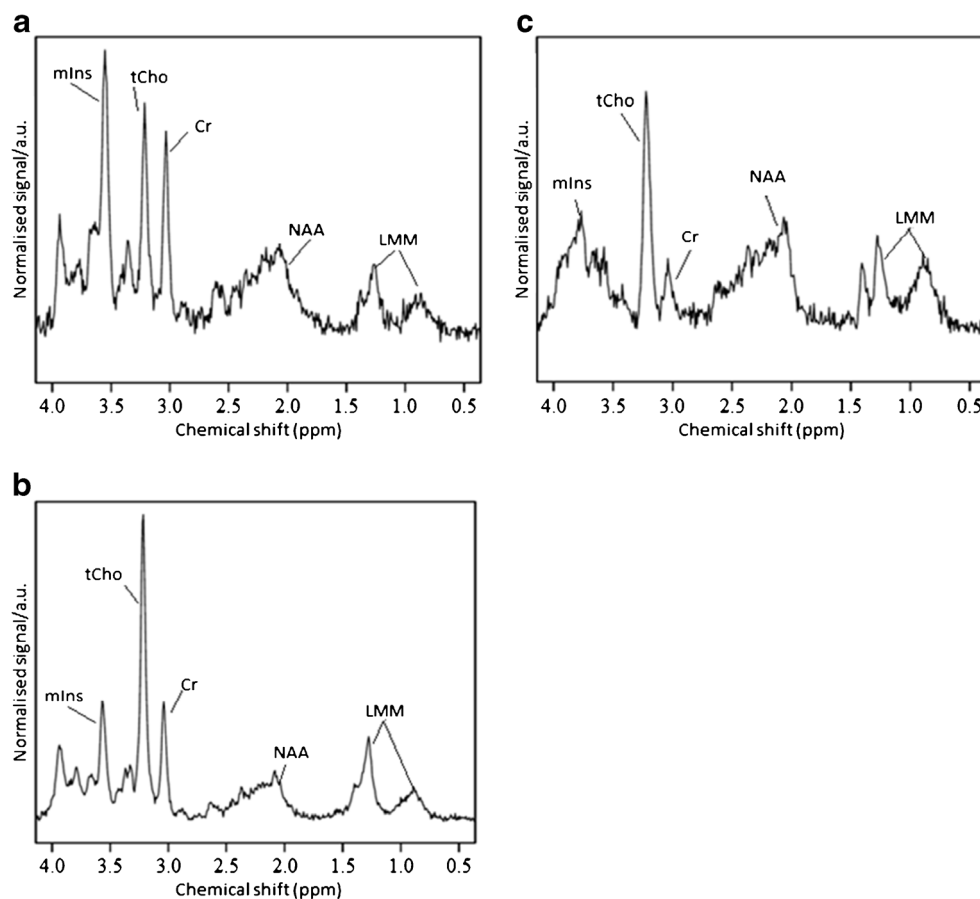 a
mIns
tCho
Cr
NAA
LMM
Normalised signal/a.u.
4.0 3.5 3.0 2.5 2.0 1.5 1.0 0.5
Chemical shift (ppm)
c
tCho
mIns
Cr
NAA
LMM
Normalised signal/a.u.
4.0 3.5 3.0 2.5 2.0 1.5 1.0 0.5
Chemical shift (ppm)
b
tCho
mIns
Cr
NAA
LMM
Normalised signal/a.u.
4.0 3.5 3.0 2.5 2.0 1.5 1.0 0.5
Chemical shift (ppm)